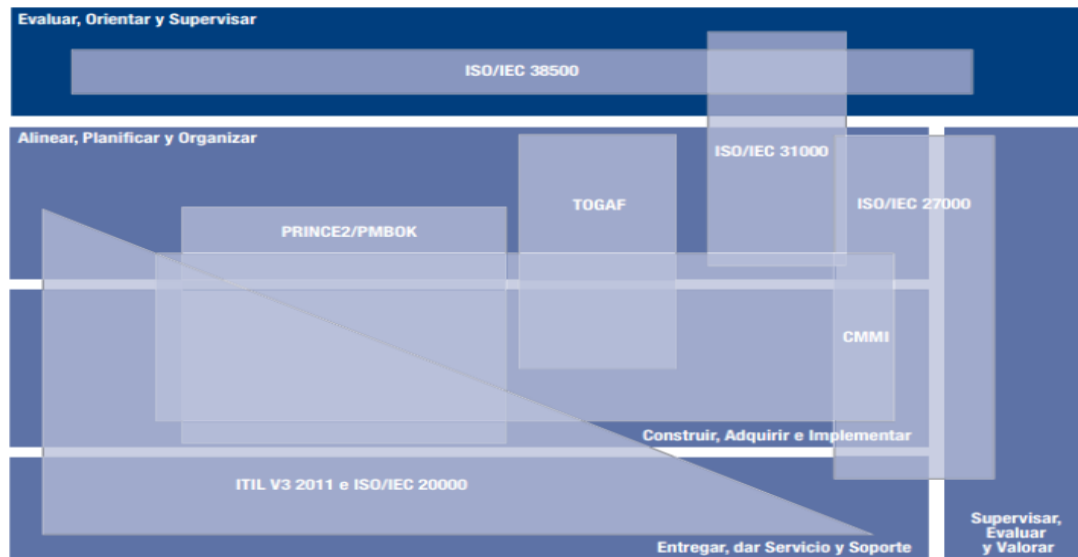 Evaluar, Orientar y Supervisar
ISO/IEC 38500
Alinear, Planificar y Organizar
ISO/IEC 31000
TOGAF
ISO/IEC 27000
PRINCE2/PMBOK
CMMI
Construir, Adquirir e Implementar
ITIL V3 2011 e ISO/IEC 20000
Entregar, dar Servicio y Soporte
Supervisar,
Evaluar
y Valorar